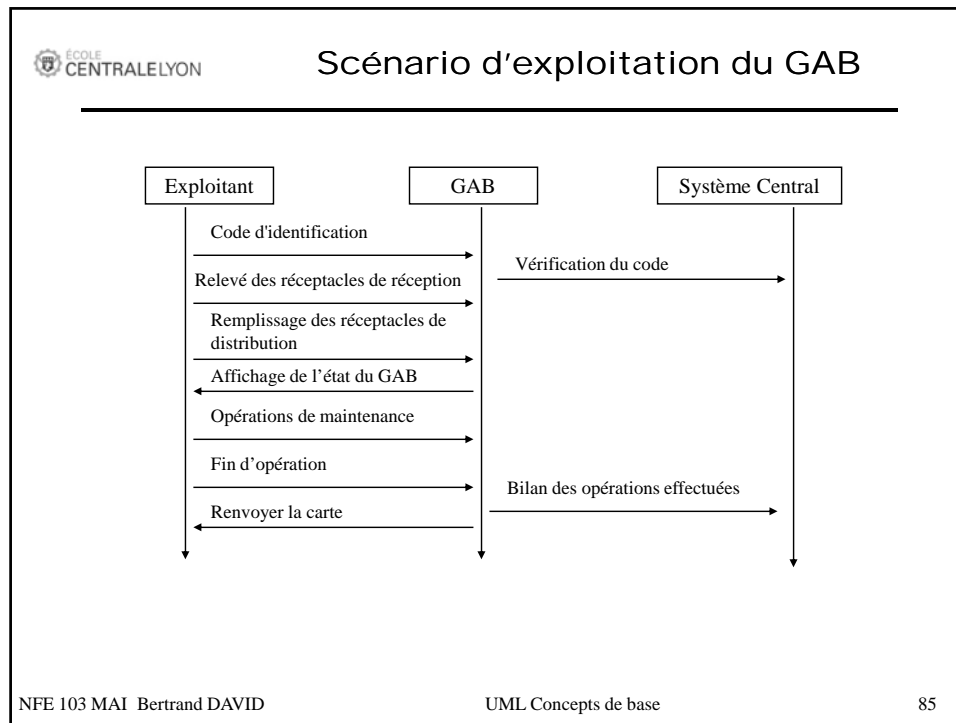 ÉCOLE
CENTRALELYON
Scénario d'exploitation du GAB
Exploitant
GAB
Système Central
Code d'identification
Vérification du code
Relevé des réceptacles de réception
Remplissage des réceptacles de
distribution
Affichage de l'état du GAB
Opérations de maintenance
Fin d'opération
Bilan des opérations effectuées
Renvoyer la carte
NFE 103 MAI Bertrand DAVID
UML Concepts de base
85